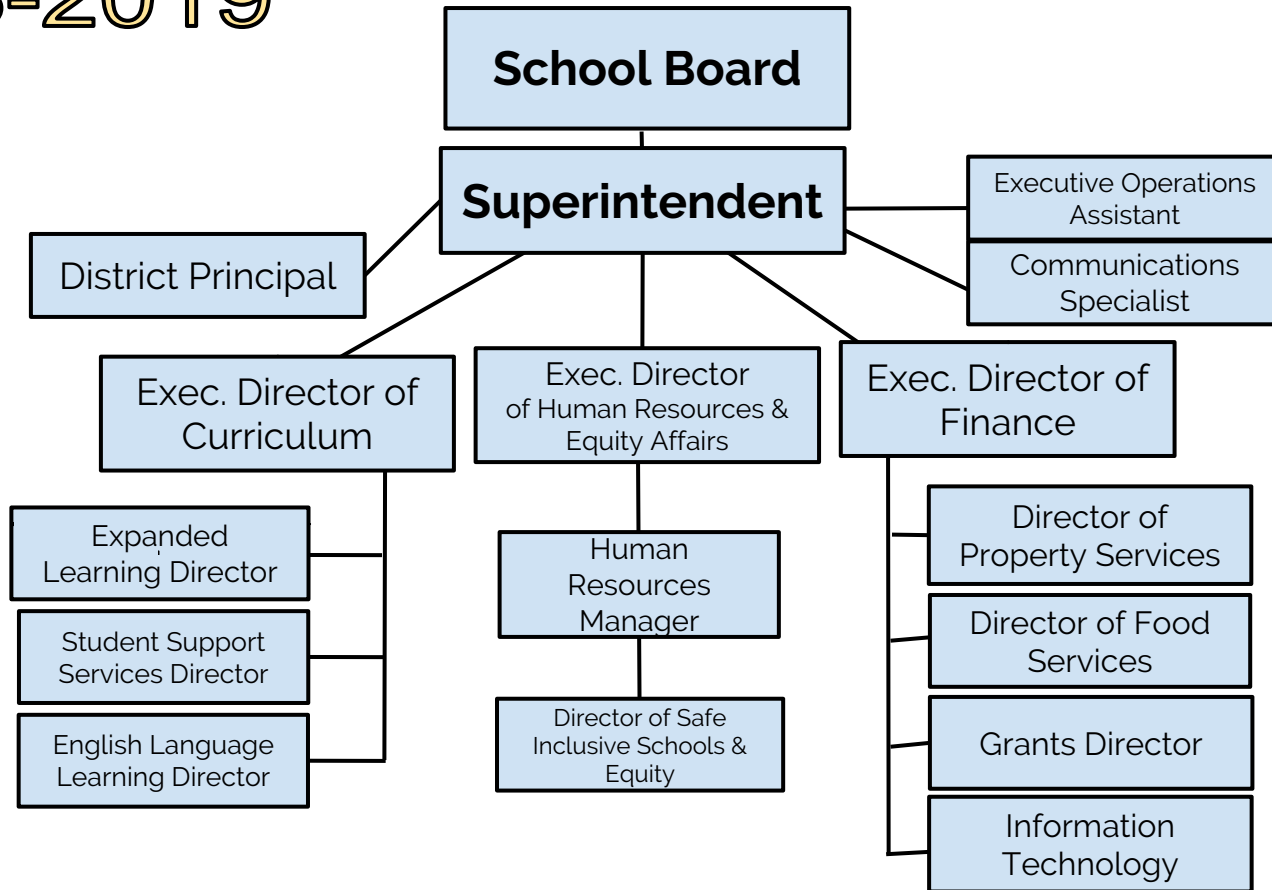 -2019
School Board
Superintendent
Executive Operations
Assistant
Communications
Specialist
District Principal
Exec. Director of
Curriculum
Exec. Director
of Human Resources &
Equity Affairs
Exec. Director of
Finance
Expanded
Learning Director
Student Support
Services Director
English Language
Learning Director
Human
Resources
Manager
Director of Safe
Inclusive Schools &
Equity
Director of
Property Services
Director of Food
Services
Grants Director
Information
Technology